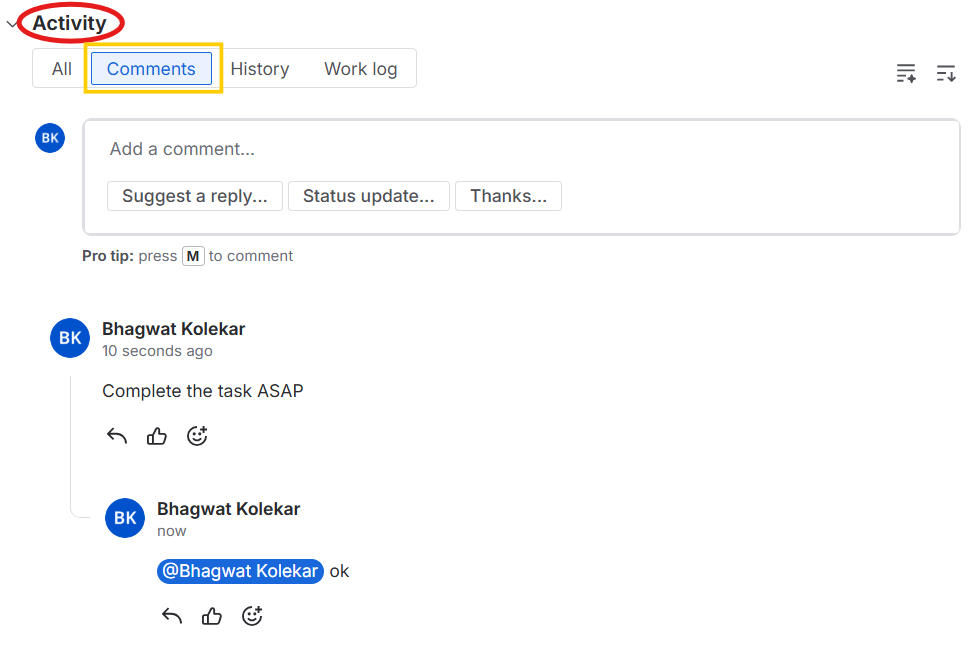 Activity
All Comments History Work log
BK
Add a comment...
Suggest a reply... Status update... Thanks...
Pro tip: press M to comment
BK
Bhagwat Kolekar
10 seconds ago
Complete the task ASAP
BK
Bhagwat Kolekar
now
@Bhagwat Kolekar ok